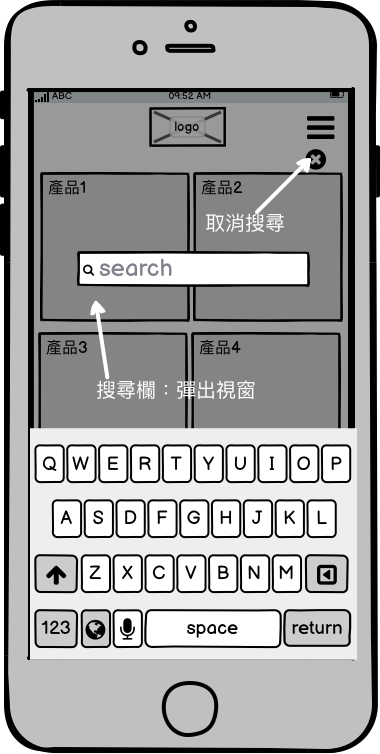 ABC 09:52 AM
logo
產品1 產品2
取消搜尋
search
產品3 產品4
搜尋欄：彈出視窗
Q W E R T Y U I O P
A S D F G H J K L
Z X C V B N M
123 space return